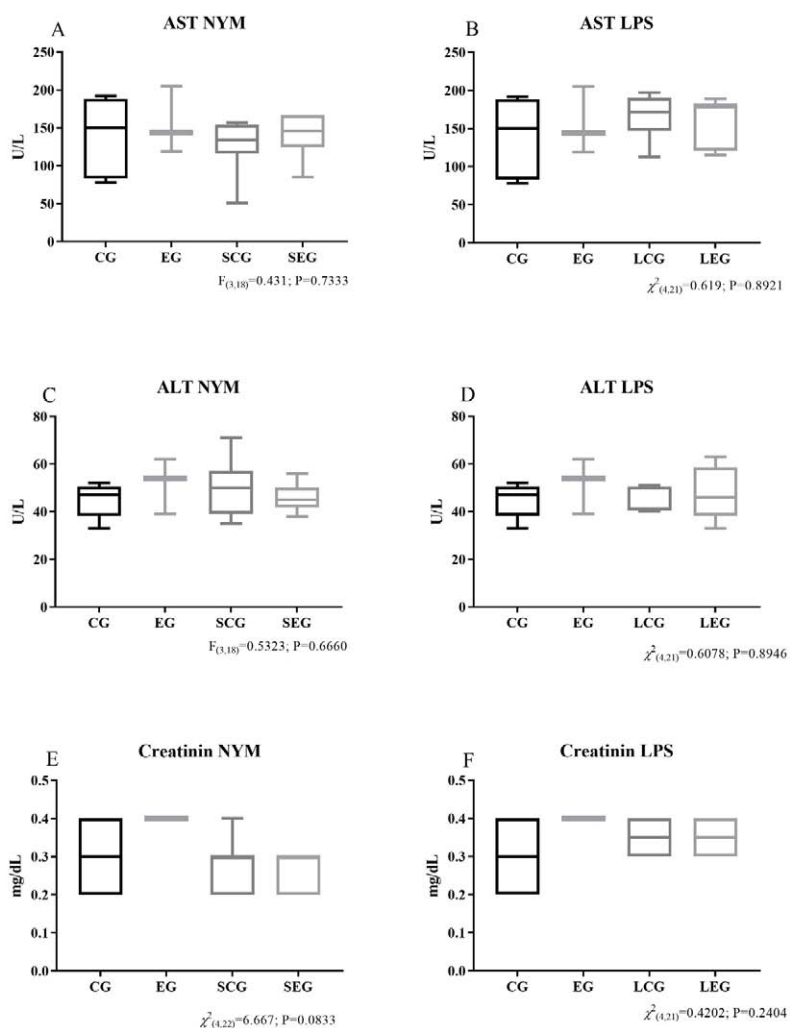 A
AST NYM
250
200
150
100
50
0
U/L
CG EG SCG SEG
F(3,18)=0.431; P=0.7333
B
AST LPS
250
200
150
100
50
0
U/L
CG EG LCG LEG
χ²(4,21)=0.619; P=0.8921
C
ALT NYM
80
60
40
20
0
U/L
CG EG SCG SEG
F(3,18)=0.5323; P=0.6660
D
ALT LPS
80
60
40
20
0
U/L
CG EG LCG LEG
χ²(4,21)=0.6078; P=0.8946
E
Creatinin NYM
0.5
0.4
0.3
0.2
0.1
0.0
mg/dL
CG EG SCG SEG
χ²(4,22)=6.667; P=0.0833
F
Creatinin LPS
0.5
0.4
0.3
0.2
0.1
0.0
mg/dL
CG EG LCG LEG
χ²(4,21)=0.4202; P=0.2404